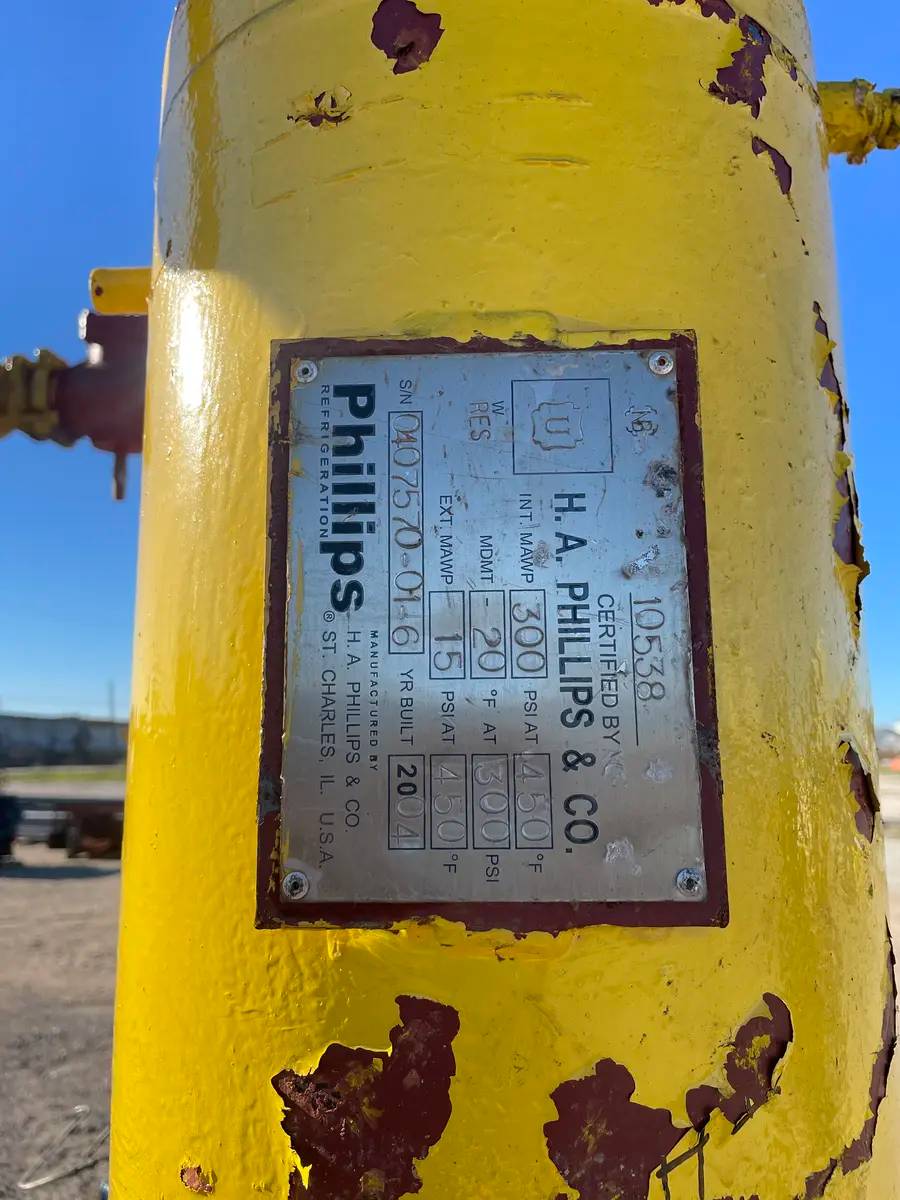 NB 10538
CERTIFIED BY
U
H. A. PHILLIPS & CO.
W
RES
INT. MAWP 300 PSI AT 450 °F
MDMT -20 °F AT 300 PSI
EXT. MAWP 15 PSI AT 450 °F
S/N 0407570-01-6 YR BUILT 2004
MANUFACTURED BY
Phillips® H. A. PHILLIPS & CO.
REFRIGERATION ST. CHARLES, IL. U.S.A.